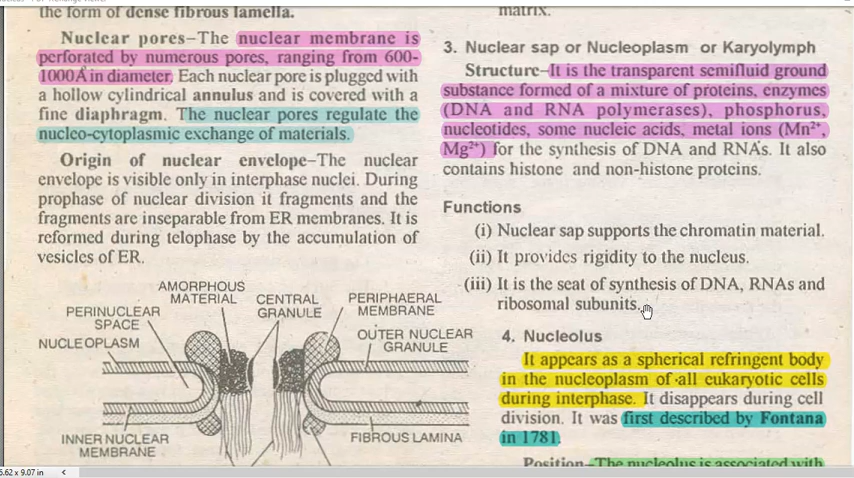 the form of dense fibrous lamella.
Nuclear pores–The nuclear membrane is
perforated by numerous pores, ranging from 600-
1000Å in diameter. Each nuclear pore is plugged with
a hollow cylindrical annulus and is covered with a
fine diaphragm. The nuclear pores regulate the
nucleo-cytoplasmic exchange of materials.
Origin of nuclear envelope–The nuclear
envelope is visible only in interphase nuclei. During
prophase of nuclear division it fragments and the
fragments are inseparable from ER membranes. It is
reformed during telophase by the accumulation of
vesicles of ER.
AMORPHOUS
MATERIAL
CENTRAL
GRANULE
PERIPHAERAL
MEMBRANE
PERINUCLEAR
SPACE
OUTER NUCLEAR
GRANULE
NUCLEOPLASM
INNER NUCLEAR
MEMBRANE
FIBROUS LAMINA
matrix.
3. Nuclear sap or Nucleoplasm or Karyolymph
Structure–It is the transparent semifluid ground
substance formed of a mixture of proteins, enzymes
(DNA and RNA polymerases), phosphorus,
nucleotides, some nucleic acids, metal ions (Mn²⁺,
Mg²⁺) for the synthesis of DNA and RNAs. It also
contains histone and non-histone proteins.
Functions
(i) Nuclear sap supports the chromatin material.
(ii) It provides rigidity to the nucleus.
(iii) It is the seat of synthesis of DNA, RNAs and
ribosomal subunits.
4. Nucleolus
It appears as a spherical refringent body
in the nucleoplasm of all eukaryotic cells
during interphase. It disappears during cell
division. It was first described by Fontana
in 1781.
Position–The nucleolus is associated with
5.62 x 9.07 in